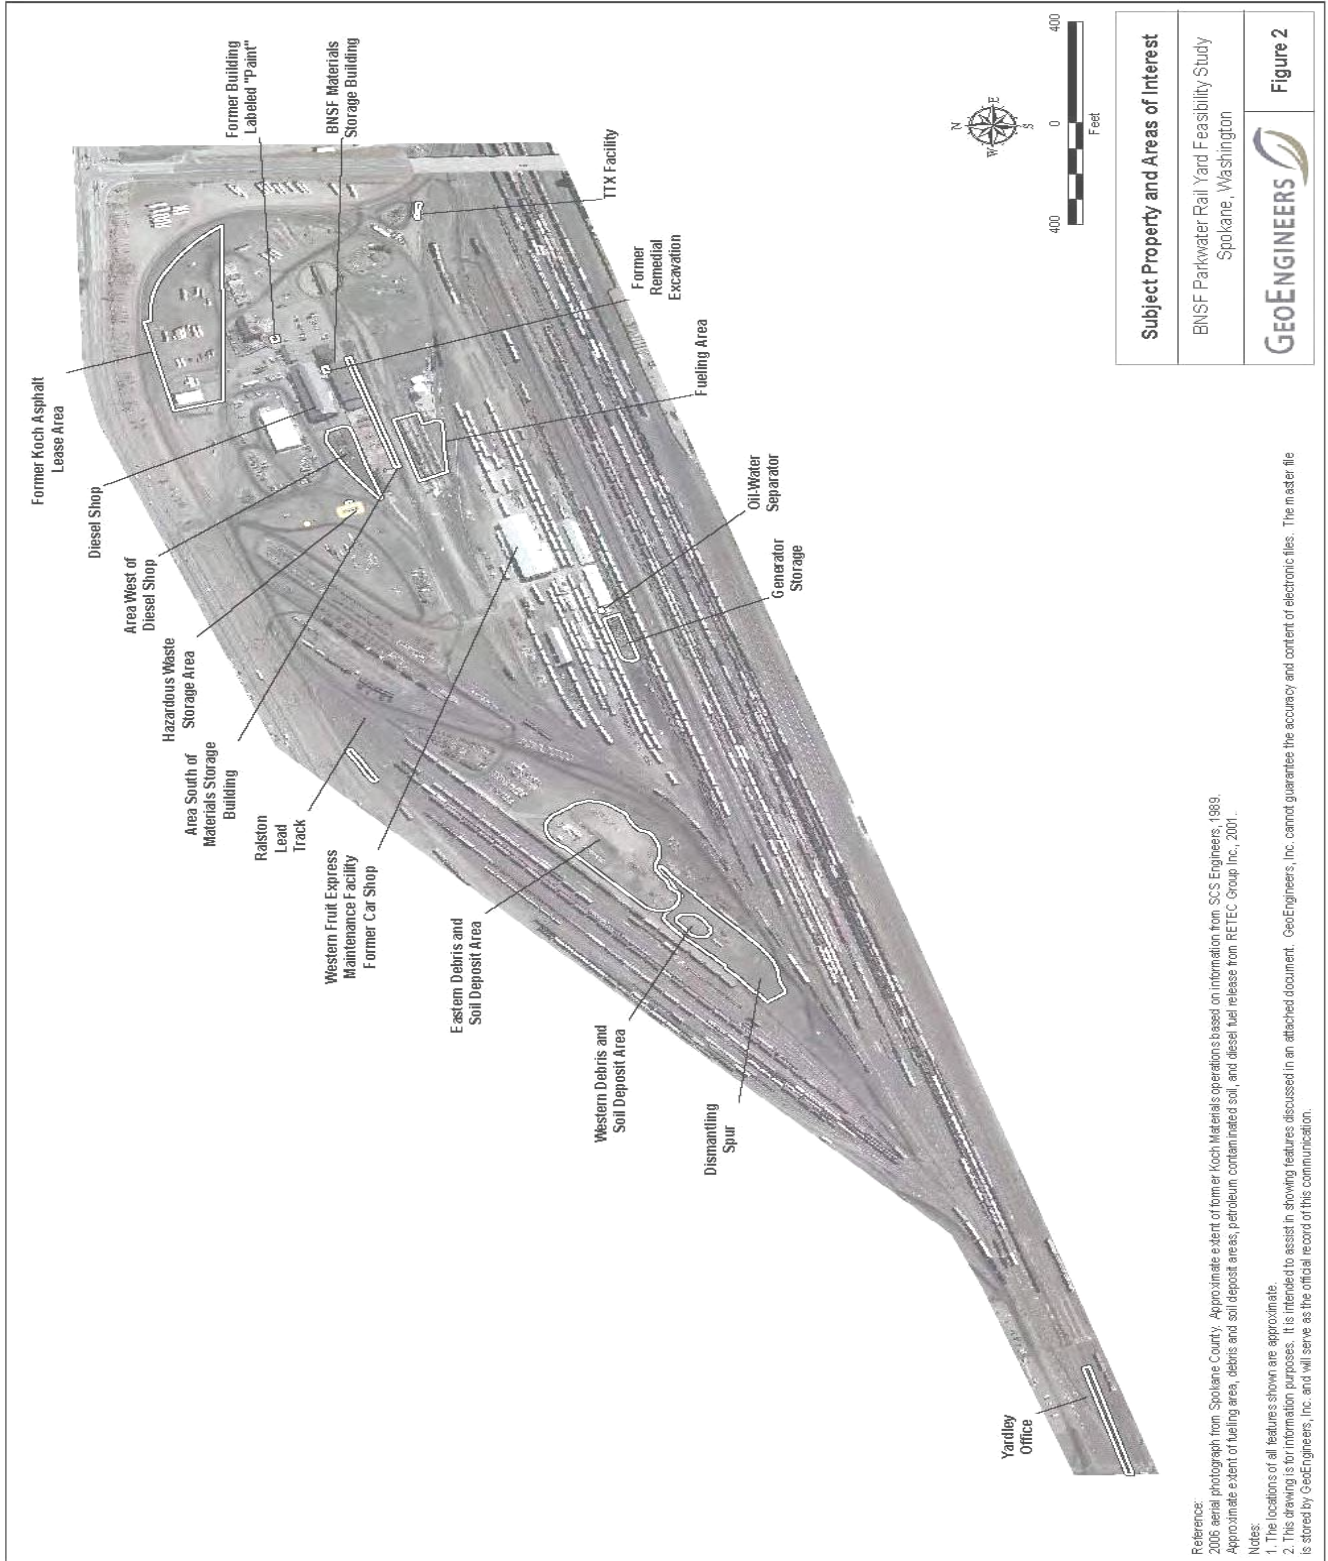 Former Koch Asphalt
Lease Area
Former Building
Labeled "Paint"
BNSF Materials
Storage Building
Diesel Shop
Area West of
Diesel Shop
Hazardous Waste
Storage Area
Area South of
Materials Storage
Building
Ralston
Lead
Track
Western Fruit Express
Maintenance Facility
Former Car Shop
Eastern Debris and
Soil Deposit Area
Western Debris and
Soil Deposit Area
Dismantling
Spur
Yardley
Office
TTX Facility
Former
Remedial
Excavation
Fueling Area
Oil-Water
Separator
Generator
Storage
N
E
S
W
400
0
400
Feet
Subject Property and Areas of Interest
BNSF Parkwater Rail Yard Feasibility Study
Spokane, Washington
GEOENGINEERS
Figure 2
Reference:
2006 aerial photograph from Spokane County. Approximate extent of former Koch Materials operations based on information from SCS Engineers, 1989.
Approximate extent of fueling area, debris and soil deposit areas, petroleum contaminated soil, and diesel fuel release from RETEC Group Inc., 2001.
Notes:
1. The locations of all features shown are approximate.
2. This drawing is for information purposes. It is intended to assist in showing features discussed in an attached document. GeoEngineers, Inc. cannot guarantee the accuracy and content of electronic files. The master file
is stored by GeoEngineers, Inc. and will serve as the official record of this communication.